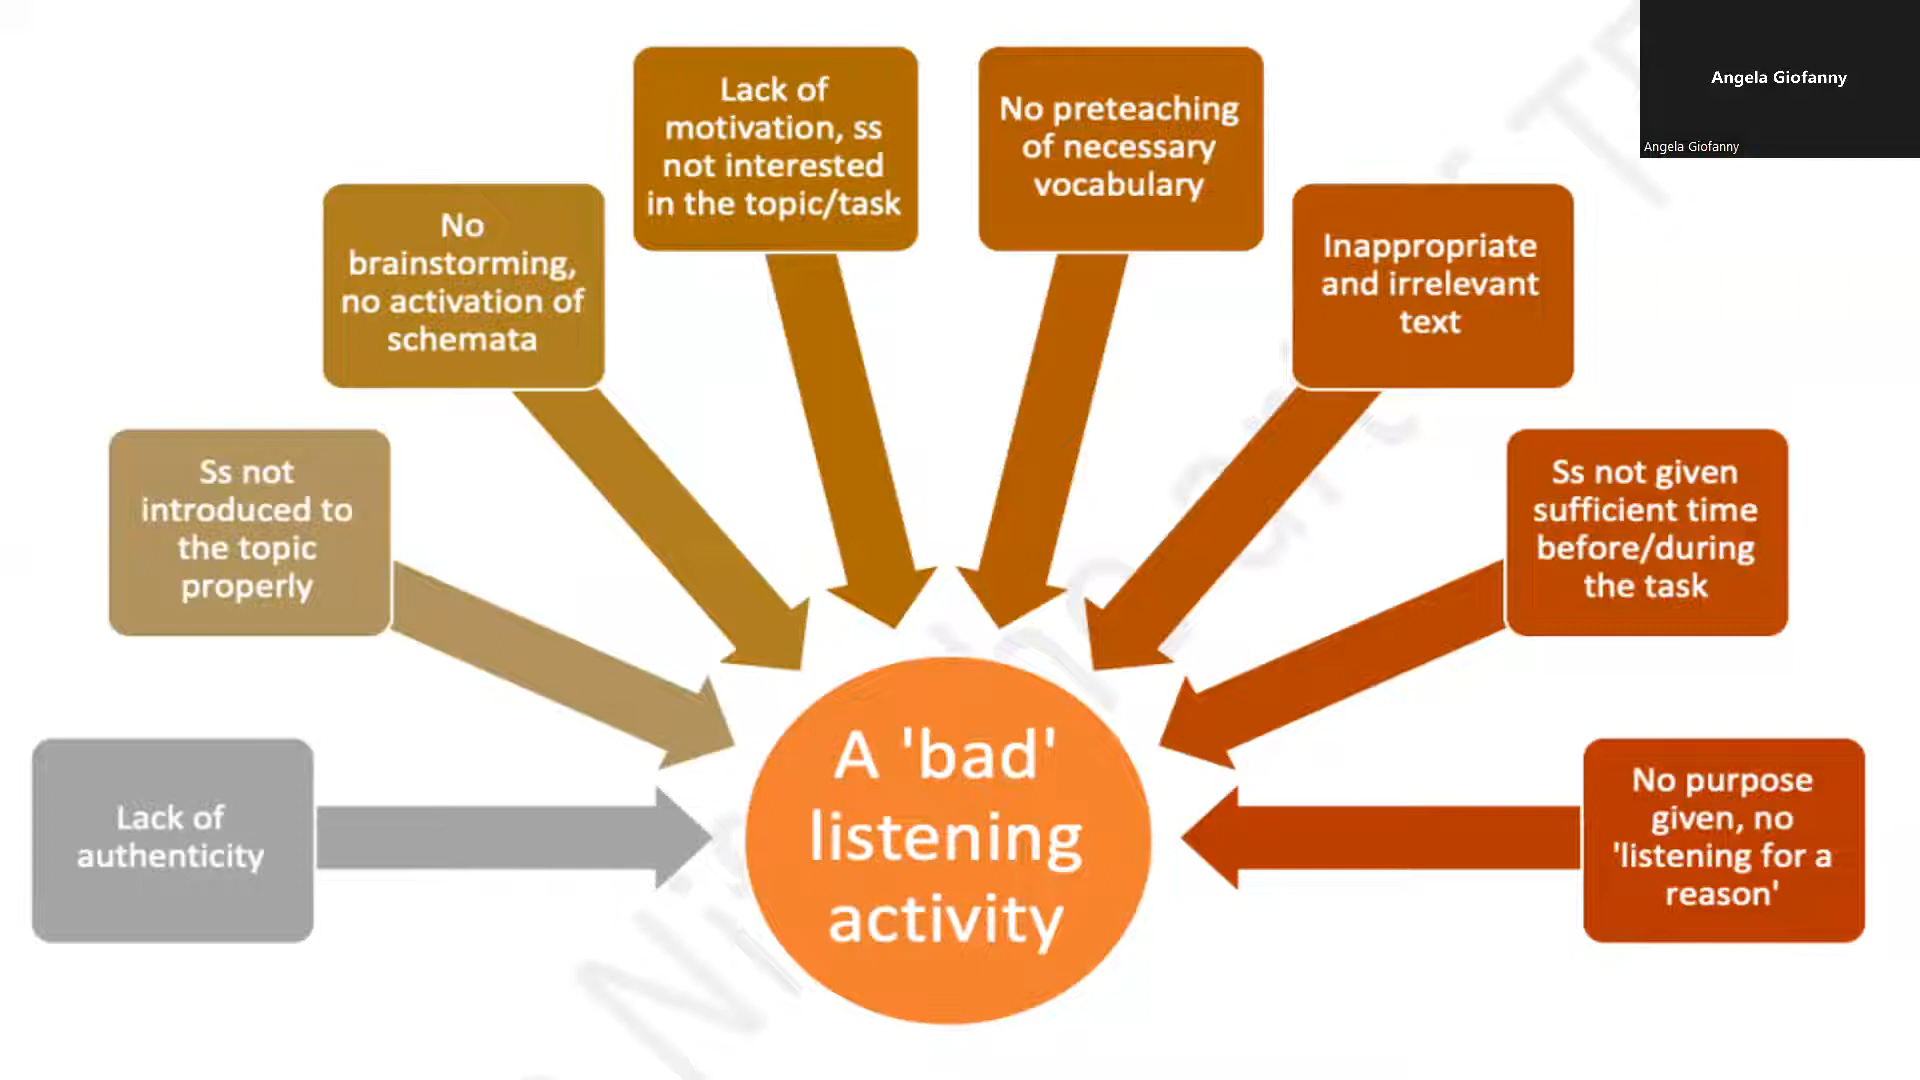 Angela Giofanny
Angela Giofanny
Lack of
motivation, ss
not interested
in the topic/task
No preteaching
of necessary
vocabulary
No
brainstorming,
no activation of
schemata
Inappropriate
and irrelevant
text
Ss not
introduced to
the topic
properly
Ss not given
sufficient time
before/during
the task
Lack of
authenticity
A 'bad'
listening
activity
No purpose
given, no
'listening for a
reason'